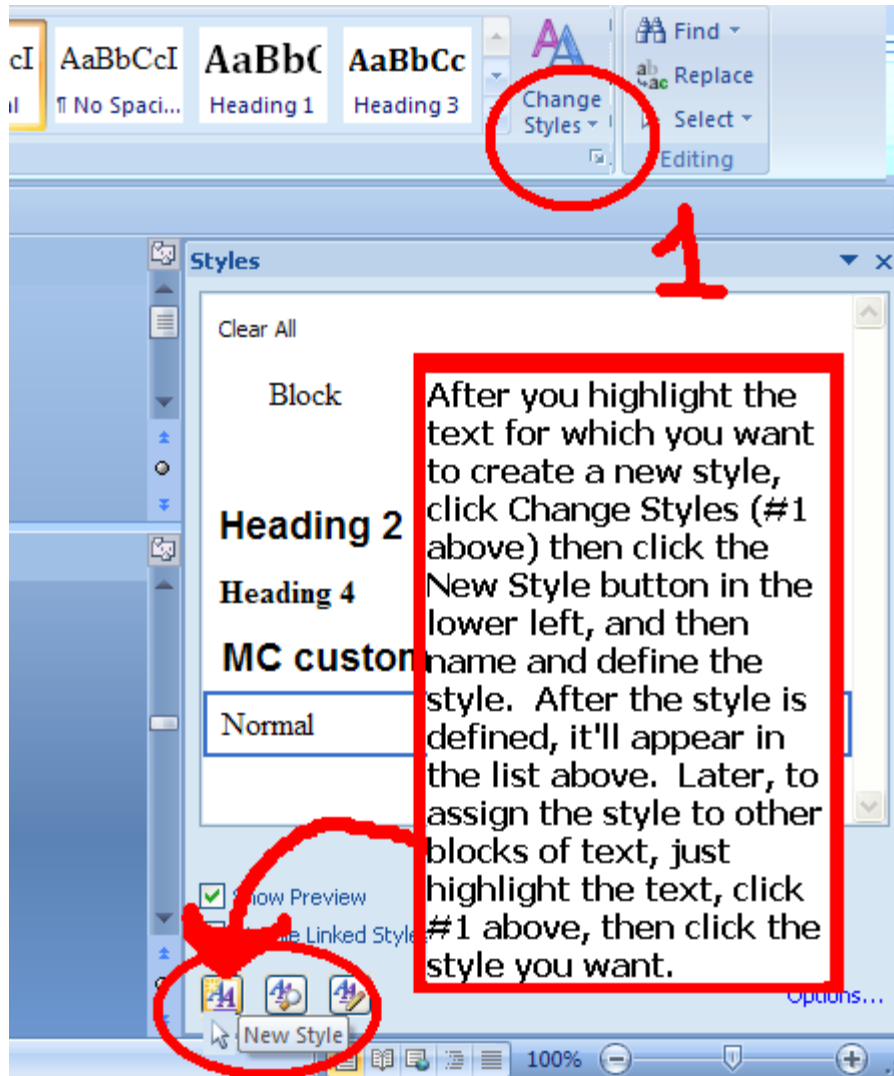 cI AaBbCcI AaBb( AaBbCc
al ¶ No Spaci... Heading 1 Heading 3
Change
Styles
Find
Replace
Select
Editing
1
Styles
Clear All
Block
Heading 2
Heading 4
MC custom
Normal
After you highlight the
text for which you want
to create a new style,
click Change Styles (#1
above) then click the
New Style button in the
lower left, and then
name and define the
style. After the style is
defined, it'll appear in
the list above. Later, to
assign the style to other
blocks of text, just
highlight the text, click
#1 above, then click the
style you want.
Show Preview
Linked Style
Options...
New Style
100%